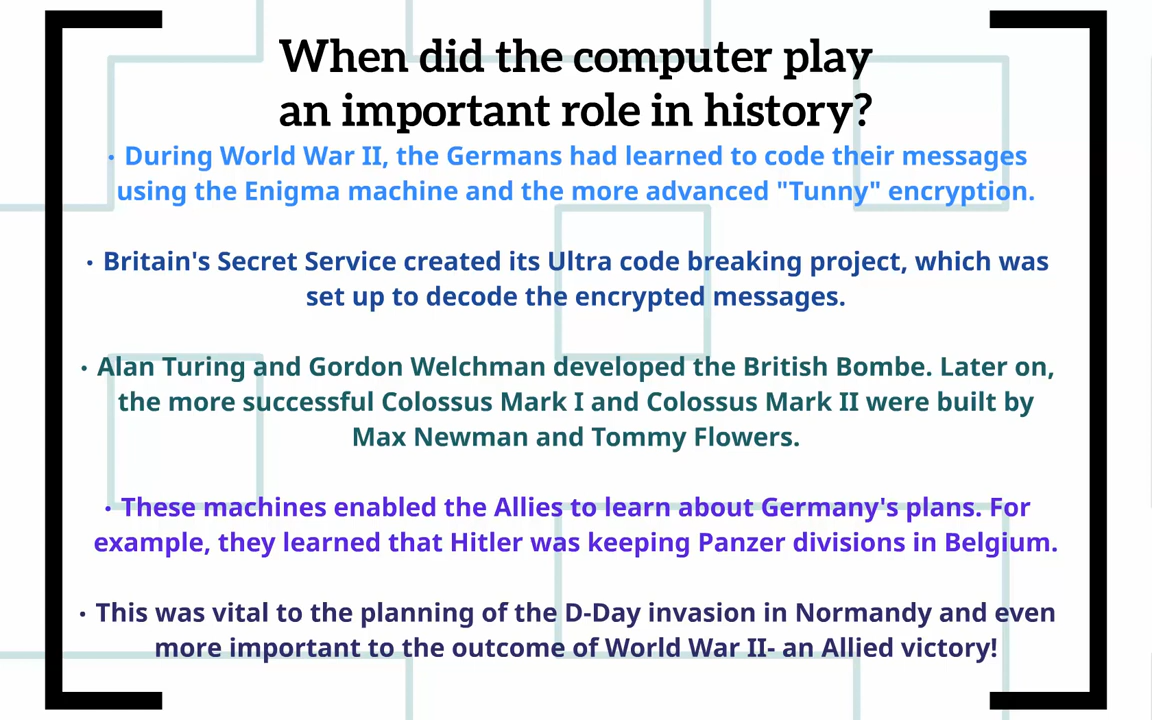 When did the computer play
an important role in history?
· During World War II, the Germans had learned to code their messages
using the Enigma machine and the more advanced "Tunny" encryption.
· Britain's Secret Service created its Ultra code breaking project, which was
set up to decode the encrypted messages.
· Alan Turing and Gordon Welchman developed the British Bombe. Later on,
the more successful Colossus Mark I and Colossus Mark II were built by
Max Newman and Tommy Flowers.
· These machines enabled the Allies to learn about Germany's plans. For
example, they learned that Hitler was keeping Panzer divisions in Belgium.
· This was vital to the planning of the D-Day invasion in Normandy and even
more important to the outcome of World War II- an Allied victory!